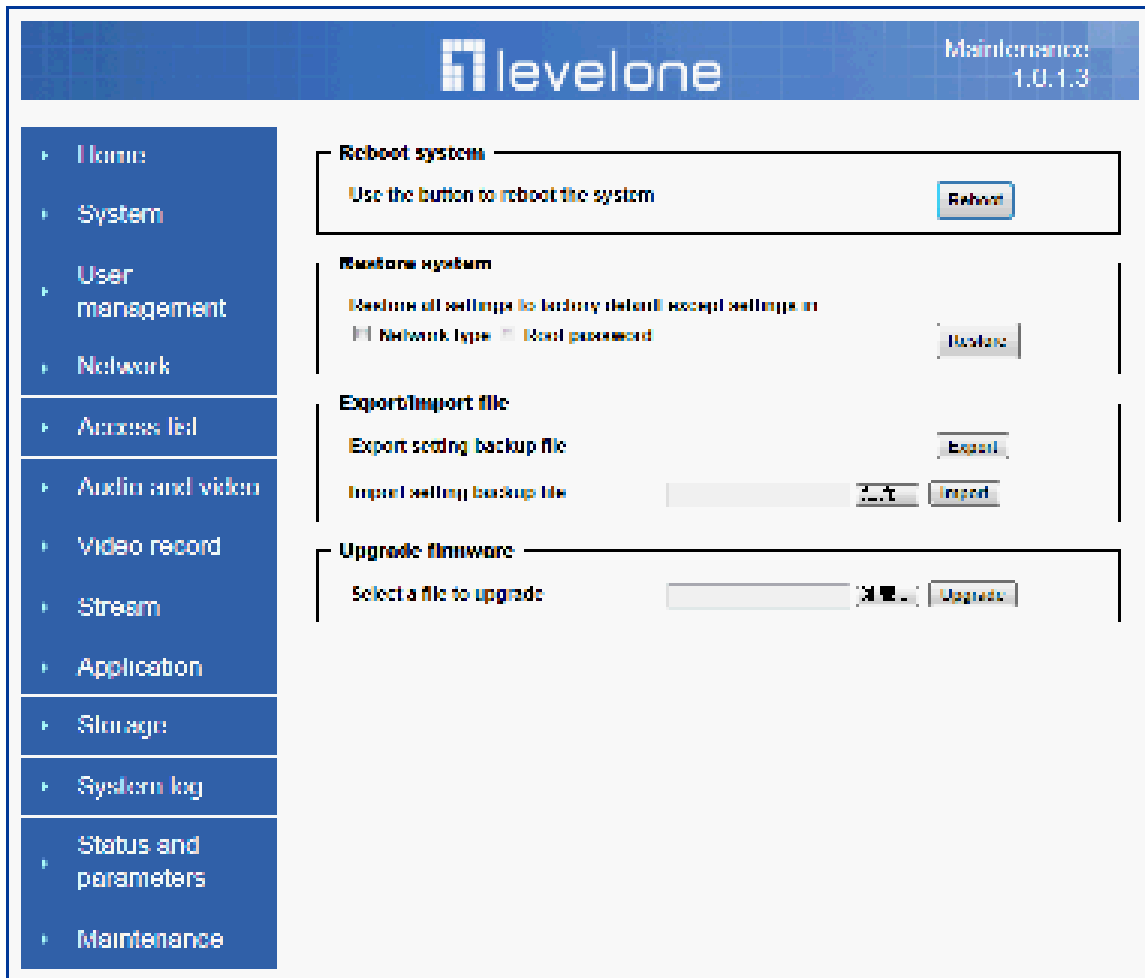 levelone
Maintenance
1.0.1.3
Home
System
User
management
Network
Access list
Audio and video
Video record
Stream
Application
Storage
System log
Status and
parameters
Maintenance
Reboot system
Use the button to reboot the system
Reboot
Restore system
Restore all settings to factory default except settings in
Network type Root password
Restore
Export/Import file
Export setting backup file
Export
Import setting backup file
Import
Upgrade firmware
Select a file to upgrade
Upgrade